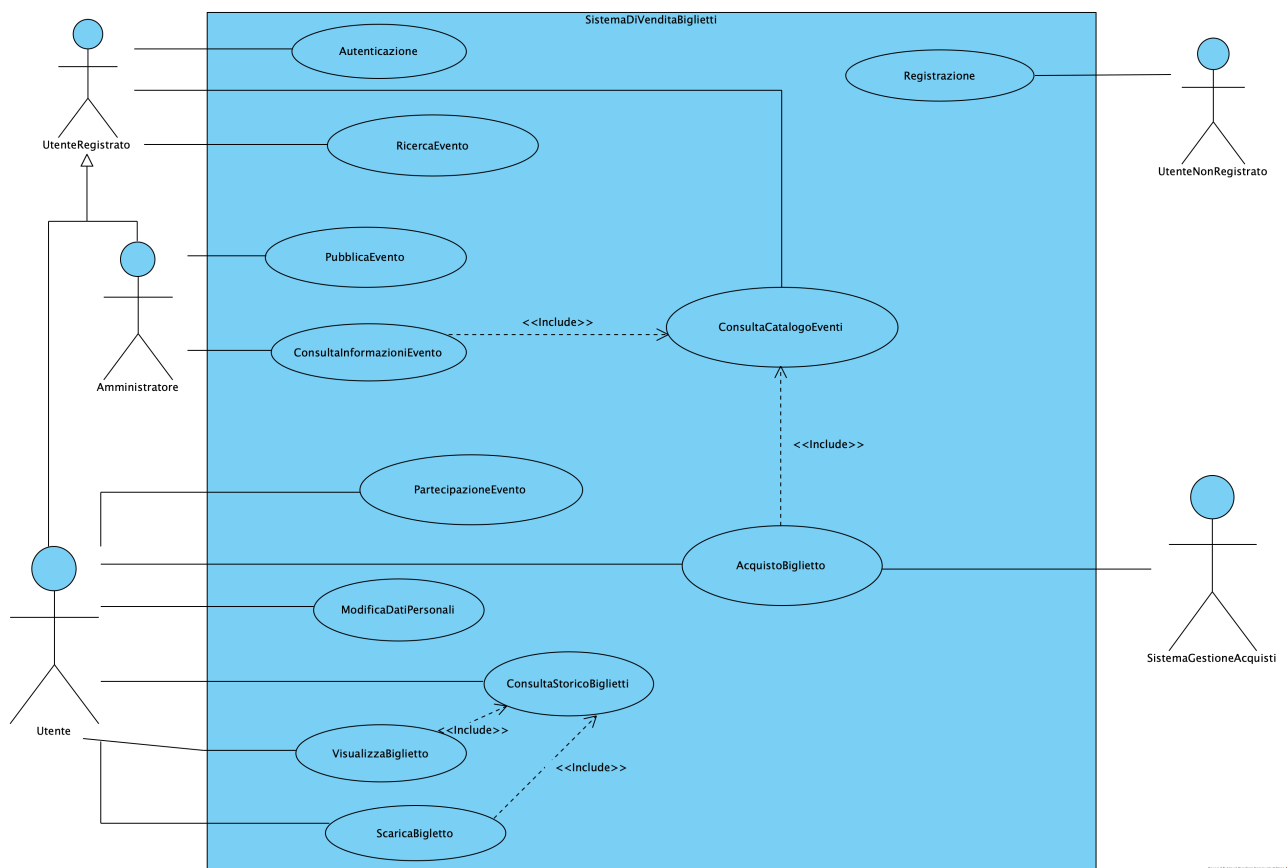 SistemaDiVenditaBiglietti
Autenticazione
Registrazione
UtenteRegistrato
RicercaEvento
UtenteNonRegistrato
PubblicaEvento
<<Include>>
ConsultaCatalogoEventi
ConsultaInformazioniEvento
Amministratore
<<Include>>
PartecipazioneEvento
AcquistoBiglietto
ModificaDatiPersonali
SistemaGestioneAcquisti
ConsultaStoricoBiglietti
Utente
<<Include>>
VisualizzaBiglietto
<<Include>>
ScaricaBigletto